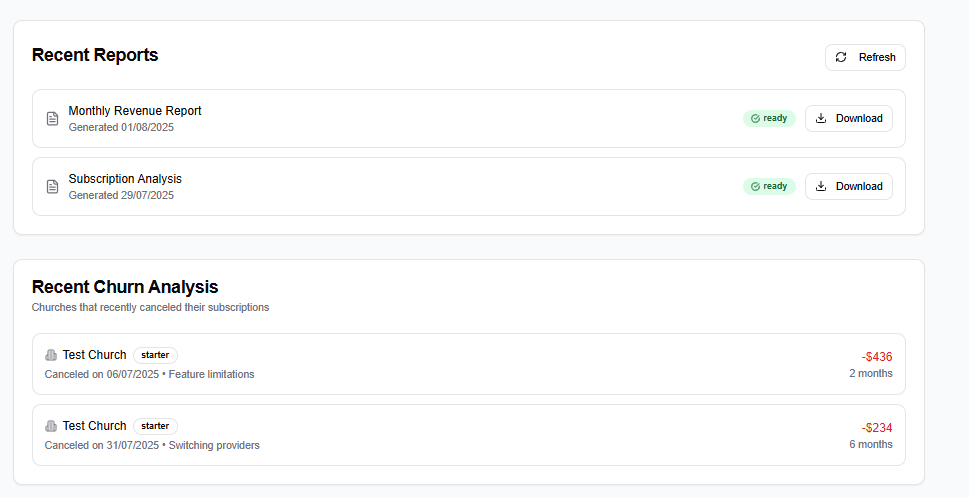 Recent Reports
Refresh
Monthly Revenue Report
Generated 01/08/2025
ready
Download
Subscription Analysis
Generated 29/07/2025
ready
Download
Recent Churn Analysis
Churches that recently canceled their subscriptions
Test Church starter
-$436
Canceled on 06/07/2025 • Feature limitations
2 months
Test Church starter
-$234
Canceled on 31/07/2025 • Switching providers
6 months